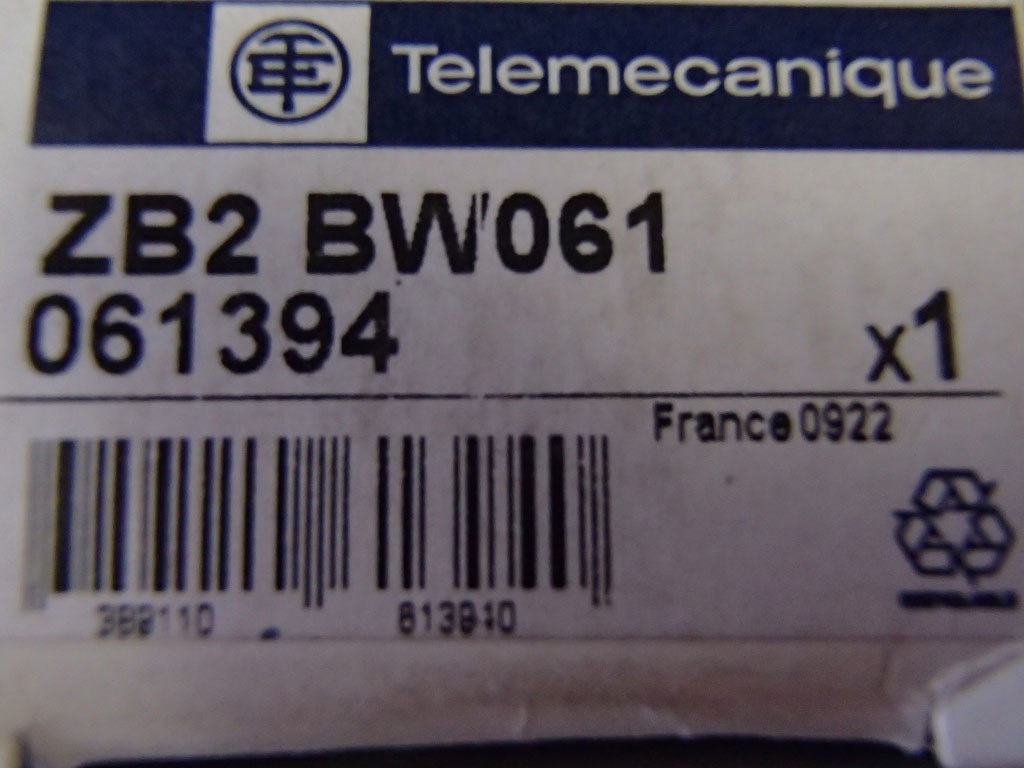 Telemecanique
ZB2 BW061
061394
x1
France 0922